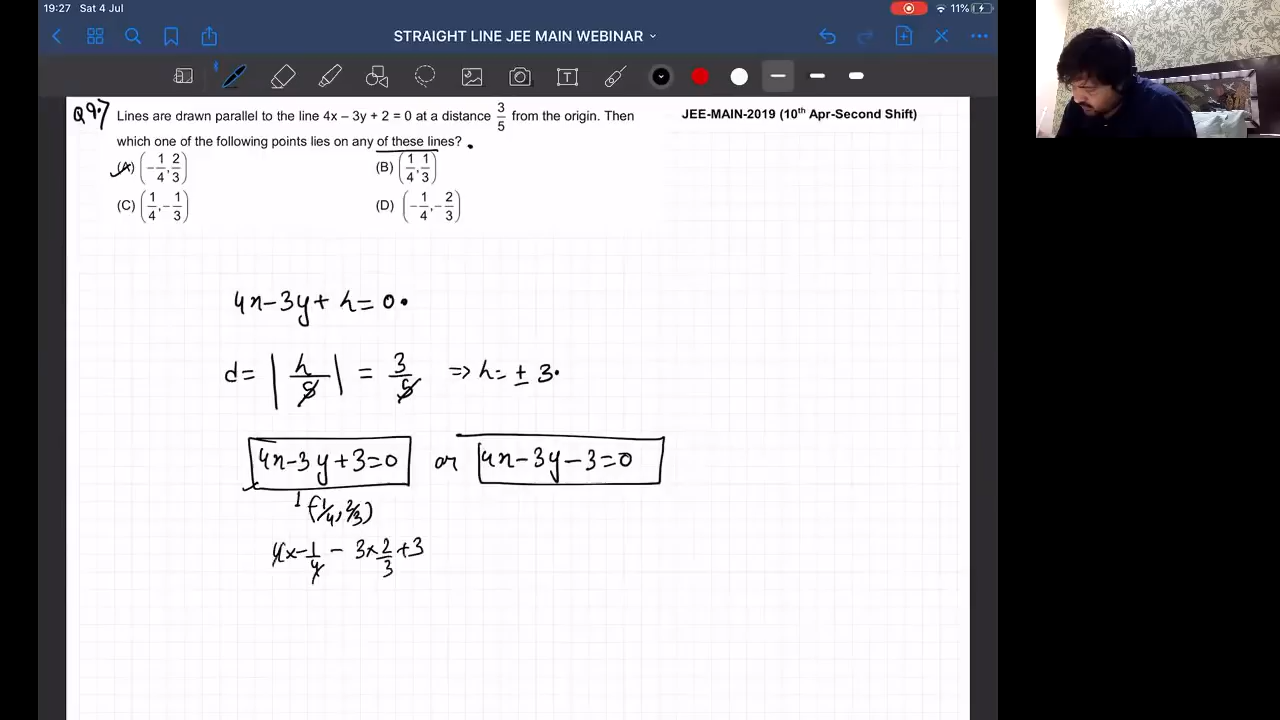 19:27 Sat 4 Jul
11%
STRAIGHT LINE JEE MAIN WEBINAR
Q97 Lines are drawn parallel to the line 4x – 3y + 2 = 0 at a distance 3/5 from the origin. Then
JEE-MAIN-2019 (10th Apr-Second Shift)
which one of the following points lies on any of these lines?
(A) (-1/4, 2/3) (B) (1/4, 1/3)
(C) (1/4, -1/3) (D) (-1/4, -2/3)
4x-3y+h=0.
d= |h/5| = 3/5 => h= ± 3.
4x-3y+3=0 or 4x-3y-3=0
(-1/4, 2/3)
4x-1/4 - 3x2/3+3